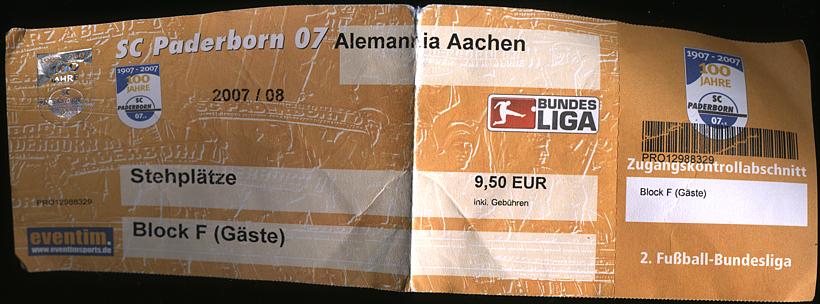 SC Paderborn 07 Alemannia Aachen
JAHR
1907 - 2007
100
JAHRE
SC
PADERBORN
07
2007 / 08
BUNDES
LIGA
Stehplätze
9,50 EUR
inkl. Gebühren
PRO12988329
Block F (Gäste)
eventim.
www.eventimsports.de
1907 - 2007
100
JAHRE
SC
PADERBORN
07
PRO12988329
Zugangskontrollabschnitt
Block F (Gäste)
2. Fußball-Bundesliga